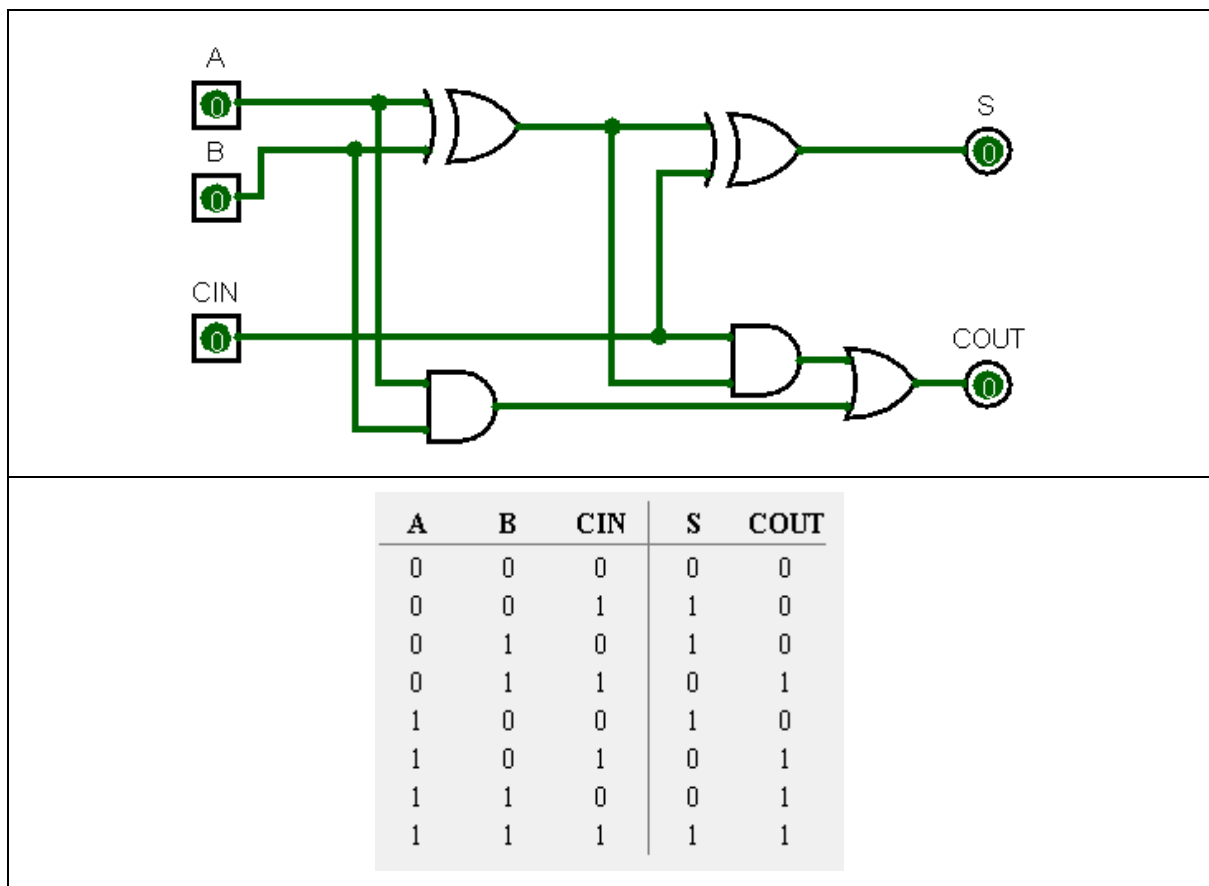 A
0
S
B
0
0
CIN
0
COUT
0
A B CIN S COUT
0 0 0 0 0
0 0 1 1 0
0 1 0 1 0
0 1 1 0 1
1 0 0 1 0
1 0 1 0 1
1 1 0 0 1
1 1 1 1 1